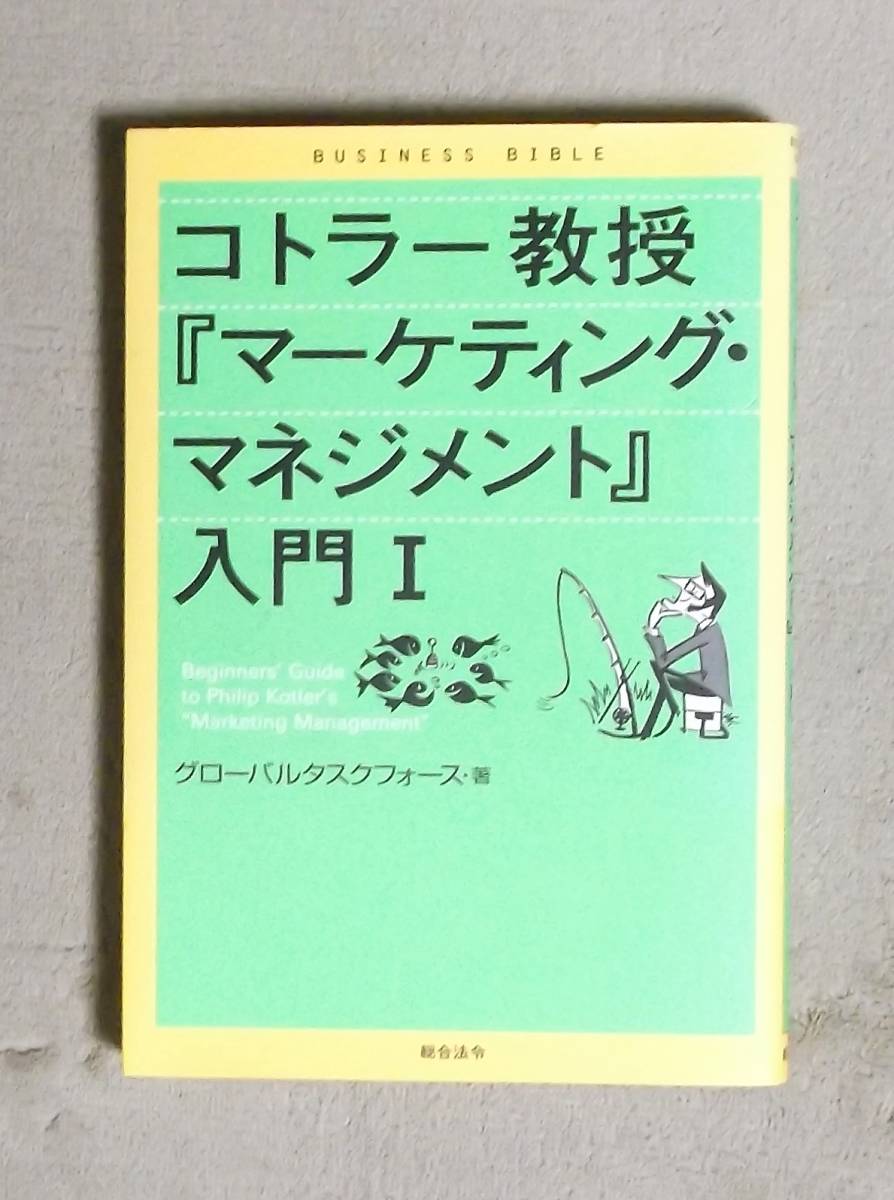 BUSINESS BIBLE
コトラー教授
『マーケティング・
マネジメント』
入門 I
Beginners' Guide
to Philip Kotler's
"Marketing Management"
グローバルタスクフォース・著
総合法令